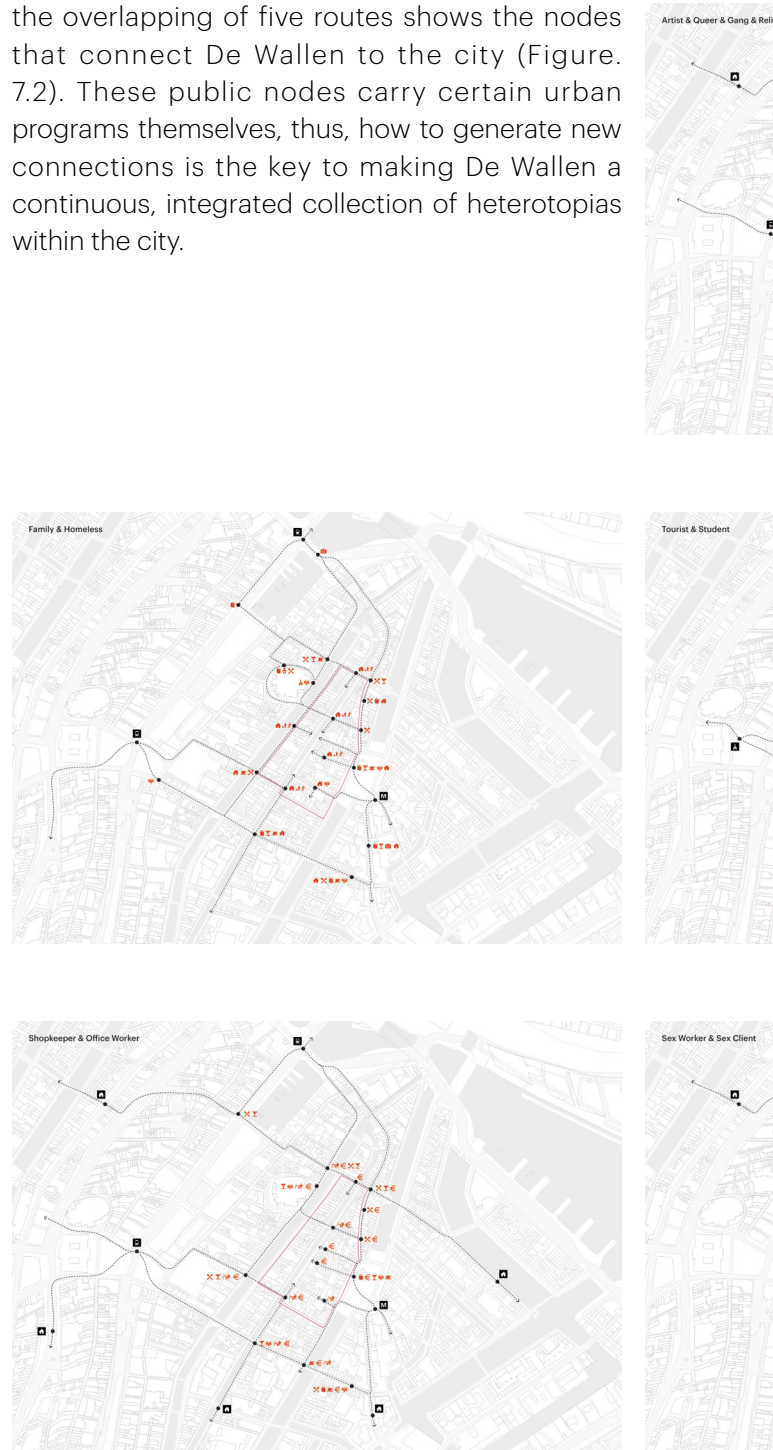 the overlapping of five routes shows the nodes
that connect De Wallen to the city (Figure.
7.2). These public nodes carry certain urban
programs themselves, thus, how to generate new
connections is the key to making De Wallen a
continuous, integrated collection of heterotopias
within the city.
Artist & Queer & Gang & Reli
Family & Homeless
M
Tourist & Student
Shopkeeper & Office Worker
M
Sex Worker & Sex Client